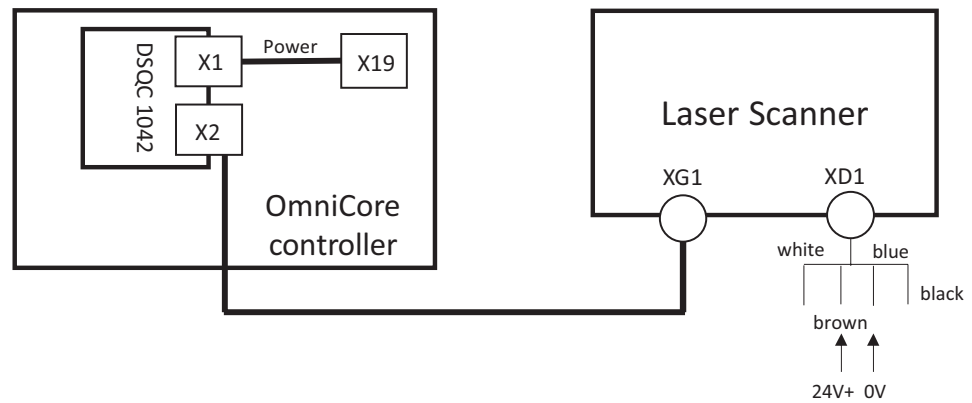 Power
X1
X19
DSQC 1042
X2
OmniCore
controller
Laser Scanner
XG1
XD1
white
blue
black
brown
24V+ 0V